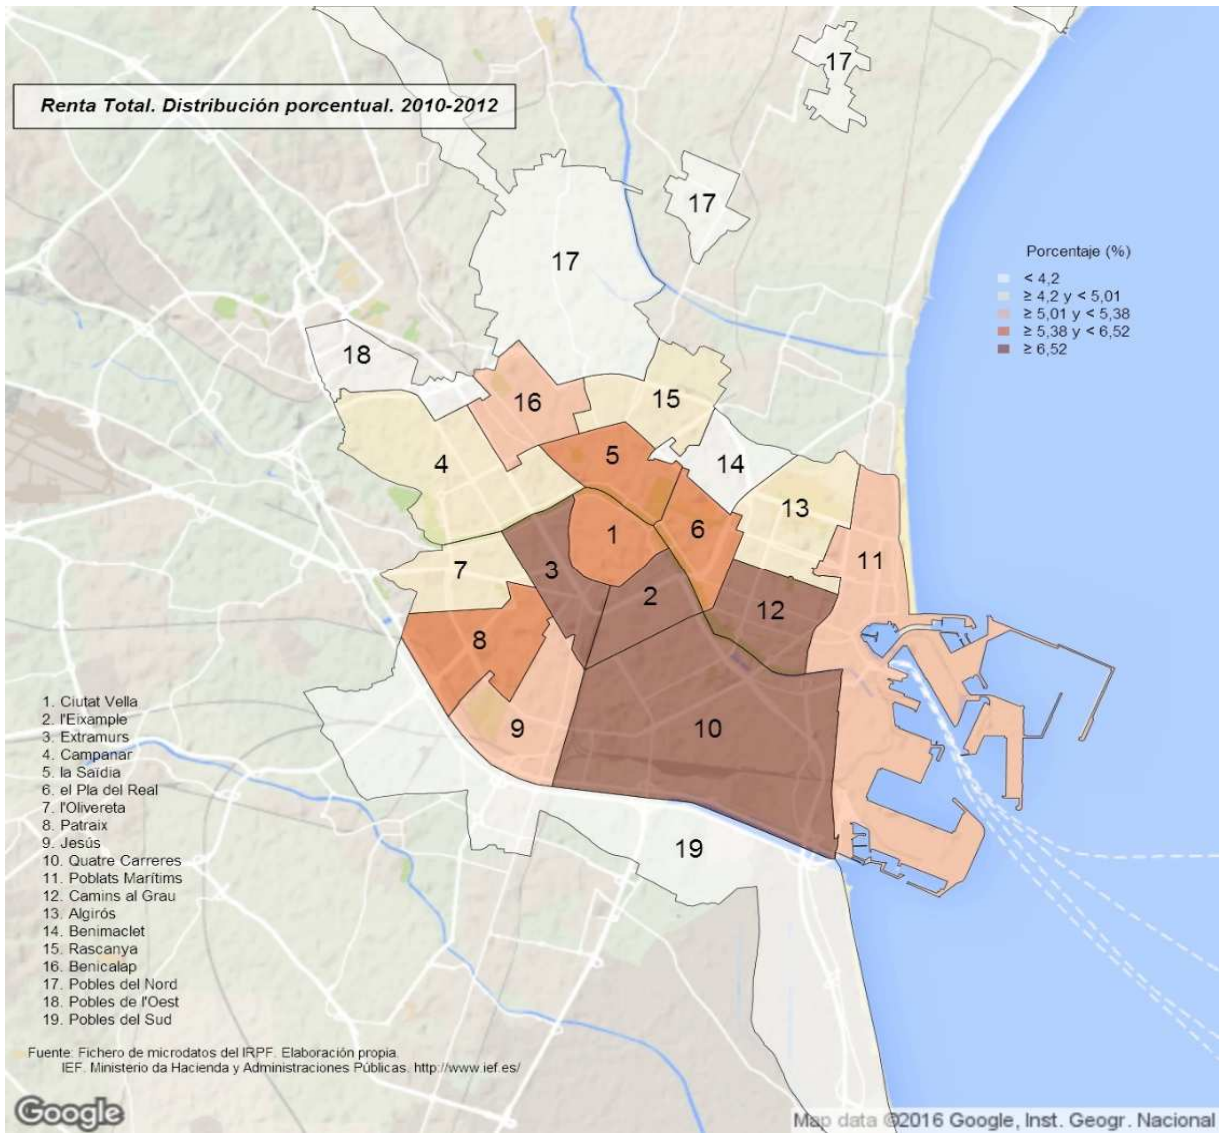 17
Renta Total. Distribución porcentual. 2010-2012
17
17
Porcentaje (%)
< 4,2
≥ 4,2 y < 5,01
≥ 5,01 y < 5,38
≥ 5,38 y < 6,52
≥ 6,52
18
16
15
4
5
14
13
6
1
11
7
3
2
12
8
9
10
19
1. Ciutat Vella
2. l'Eixample
3. Extramurs
4. Campanar
5. la Saïdia
6. el Pla del Real
7. l'Olivereta
8. Patraix
9. Jesús
10. Quatre Carreres
11. Poblats Marítims
12. Camins al Grau
13. Algirós
14. Benimaclet
15. Rascanya
16. Benicalap
17. Pobles del Nord
18. Pobles de l'Oest
19. Pobles del Sud
Fuente: Fichero de microdatos del IRPF. Elaboración propia.
IEF. Ministerio da Hacienda y Administraciones Públicas. http://www.ief.es/
Google
Map data ©2016 Google, Inst. Geogr. Nacional